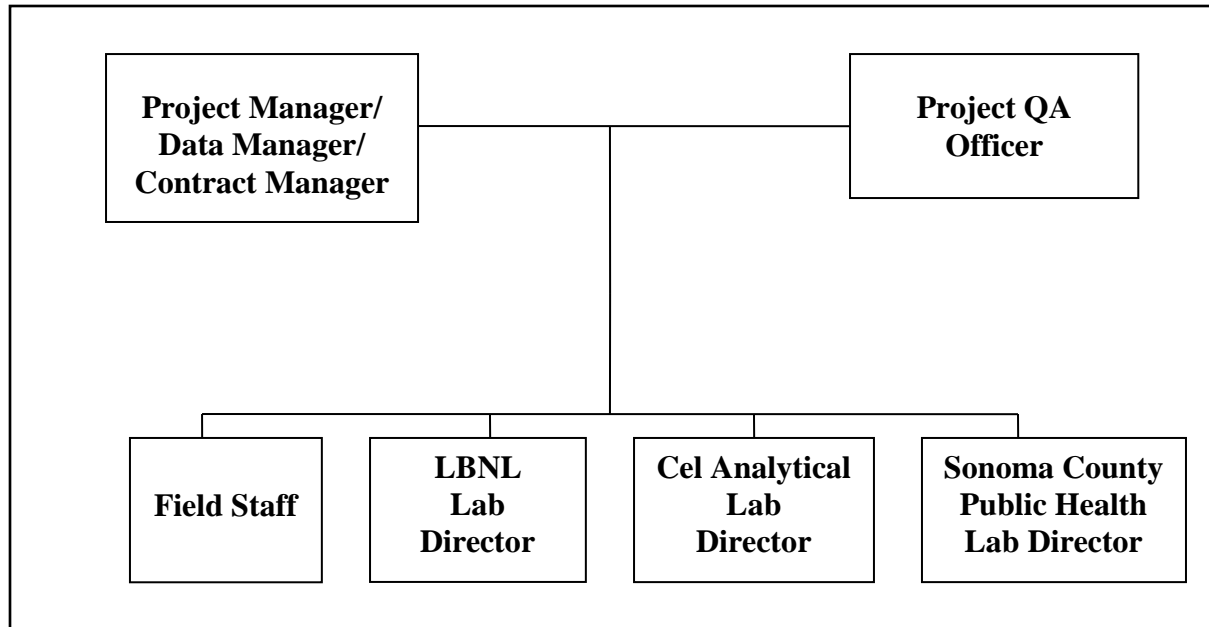 Project Manager/
Data Manager/
Contract Manager
Project QA
Officer
Field Staff
LBNL
Lab
Director
Cel Analytical
Lab
Director
Sonoma County
Public Health
Lab Director